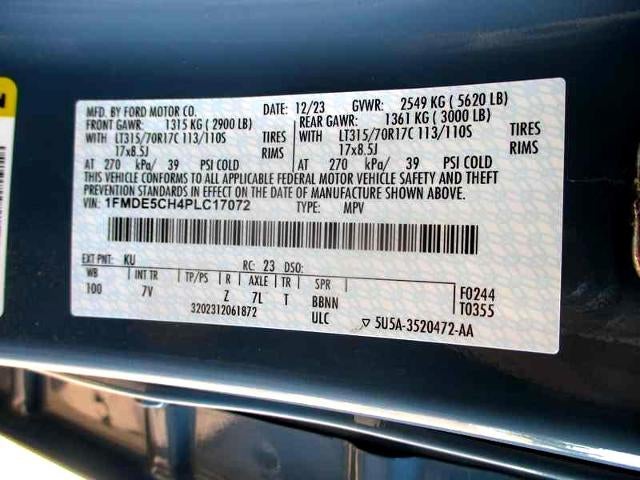 MFD. BY FORD MOTOR CO. DATE: 12/23 GVWR: 2549 KG ( 5620 LB)
FRONT GAWR: 1315 KG ( 2900 LB) REAR GAWR: 1361 KG ( 3000 LB)
WITH LT315/70R17C 113/110S TIRES WITH LT315/70R17C 113/110S TIRES
17x8.5J RIMS 17x8.5J RIMS
AT 270 kPa/ 39 PSI COLD AT 270 kPa/ 39 PSI COLD
THIS VEHICLE CONFORMS TO ALL APPLICABLE FEDERAL MOTOR VEHICLE SAFETY AND THEFT
PREVENTION STANDARDS IN EFFECT ON THE DATE OF MANUFACTURE SHOWN ABOVE.
VIN: 1FMDE5CH4PLC17072 TYPE: MPV
EXT PNT: KU RC: 23 DSO:
WB INT TR TP/PS R AXLE TR SPR
100 7V Z 7L T BBNN F0244
3202312061872 ULC T0355
▽ 5U5A-3520472-AA